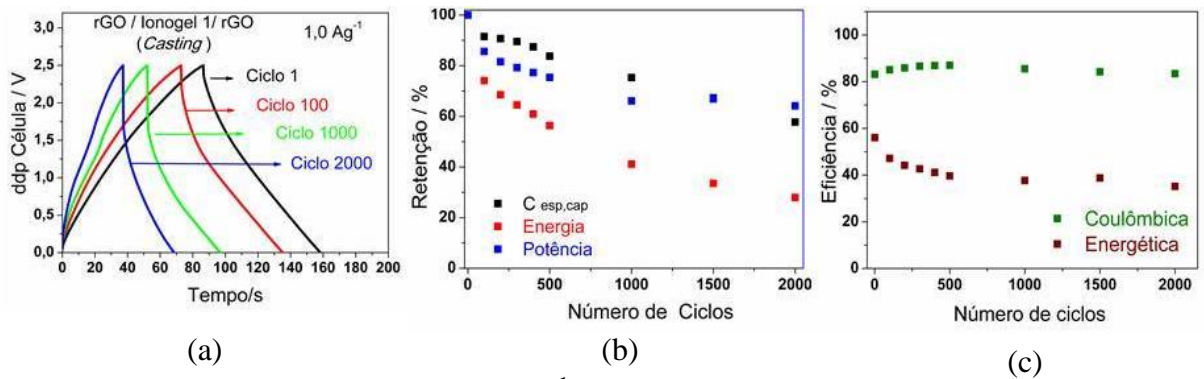 rGO / Ionogel 1/ rGO
(Casting )
1,0 Ag⁻¹
3,0
2,5
2,0
1,5
1,0
0,5
0,0
ddp Célula / V
Ciclo 1
Ciclo 100
Ciclo 1000
Ciclo 2000
0 20 40 60 80 100 120 140 160 180 200
Tempo/s
(a)
100
80
60
40
20
0
Retenção / %
C esp,cap
Energia
Potência
0 500 1000 1500 2000
Número de Ciclos
(b)
100
80
60
40
20
0
Eficiência / %
Coulômbica
Energética
0 500 1000 1500 2000
Número de ciclos
(c)